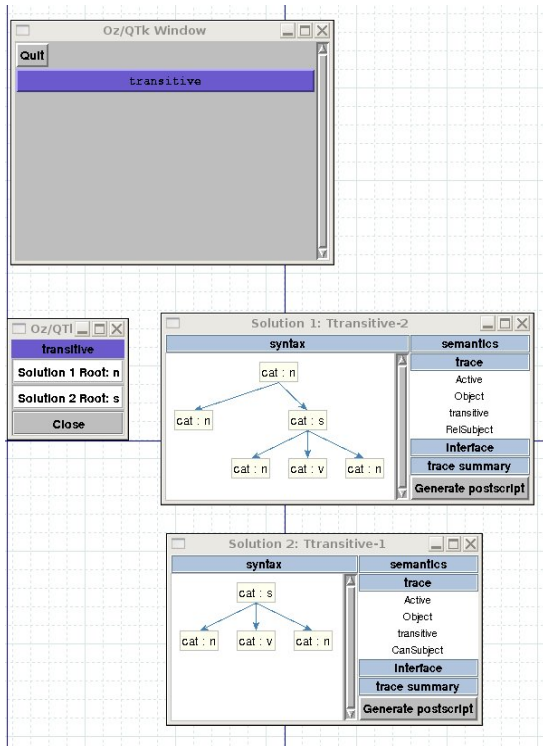 Oz/QTk Window
Quit
transitive
Oz/QTl
transitive
Solution 1 Root: n
Solution 2 Root: s
Close
Solution 1: Ttransitive-2
syntax
semantics
trace
cat : n
Active
Object
cat : n
cat : s
transitive
RelSubject
Interface
cat : n
cat : v
cat : n
trace summary
Generate postscript
Solution 2: Ttransitive-1
syntax
semantics
trace
cat : s
Active
Object
cat : n
cat : v
cat : n
transitive
CanSubject
Interface
trace summary
Generate postscript